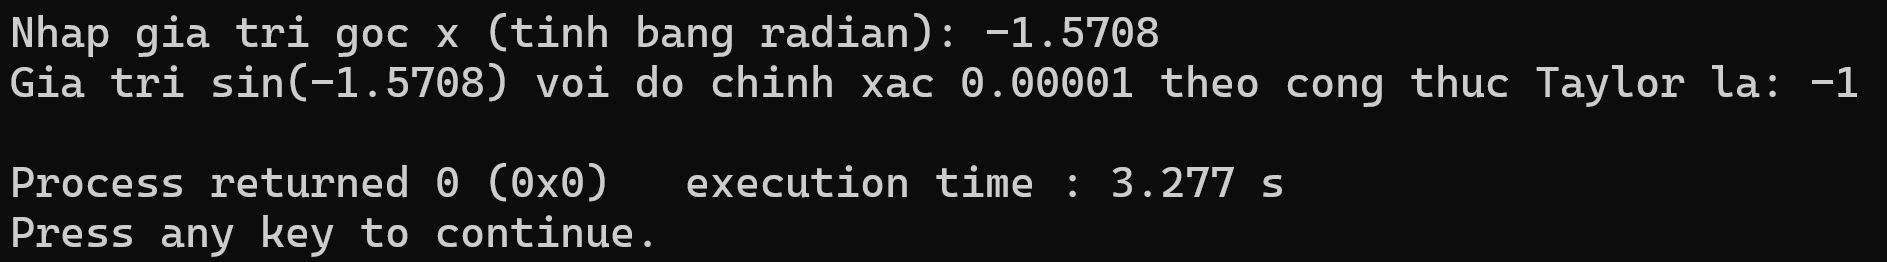 Nhap gia tri goc x (tinh bang radian): -1.5708
Gia tri sin(-1.5708) voi do chinh xac 0.00001 theo cong thuc Taylor la: -1
Process returned 0 (0x0)   execution time : 3.277 s
Press any key to continue.